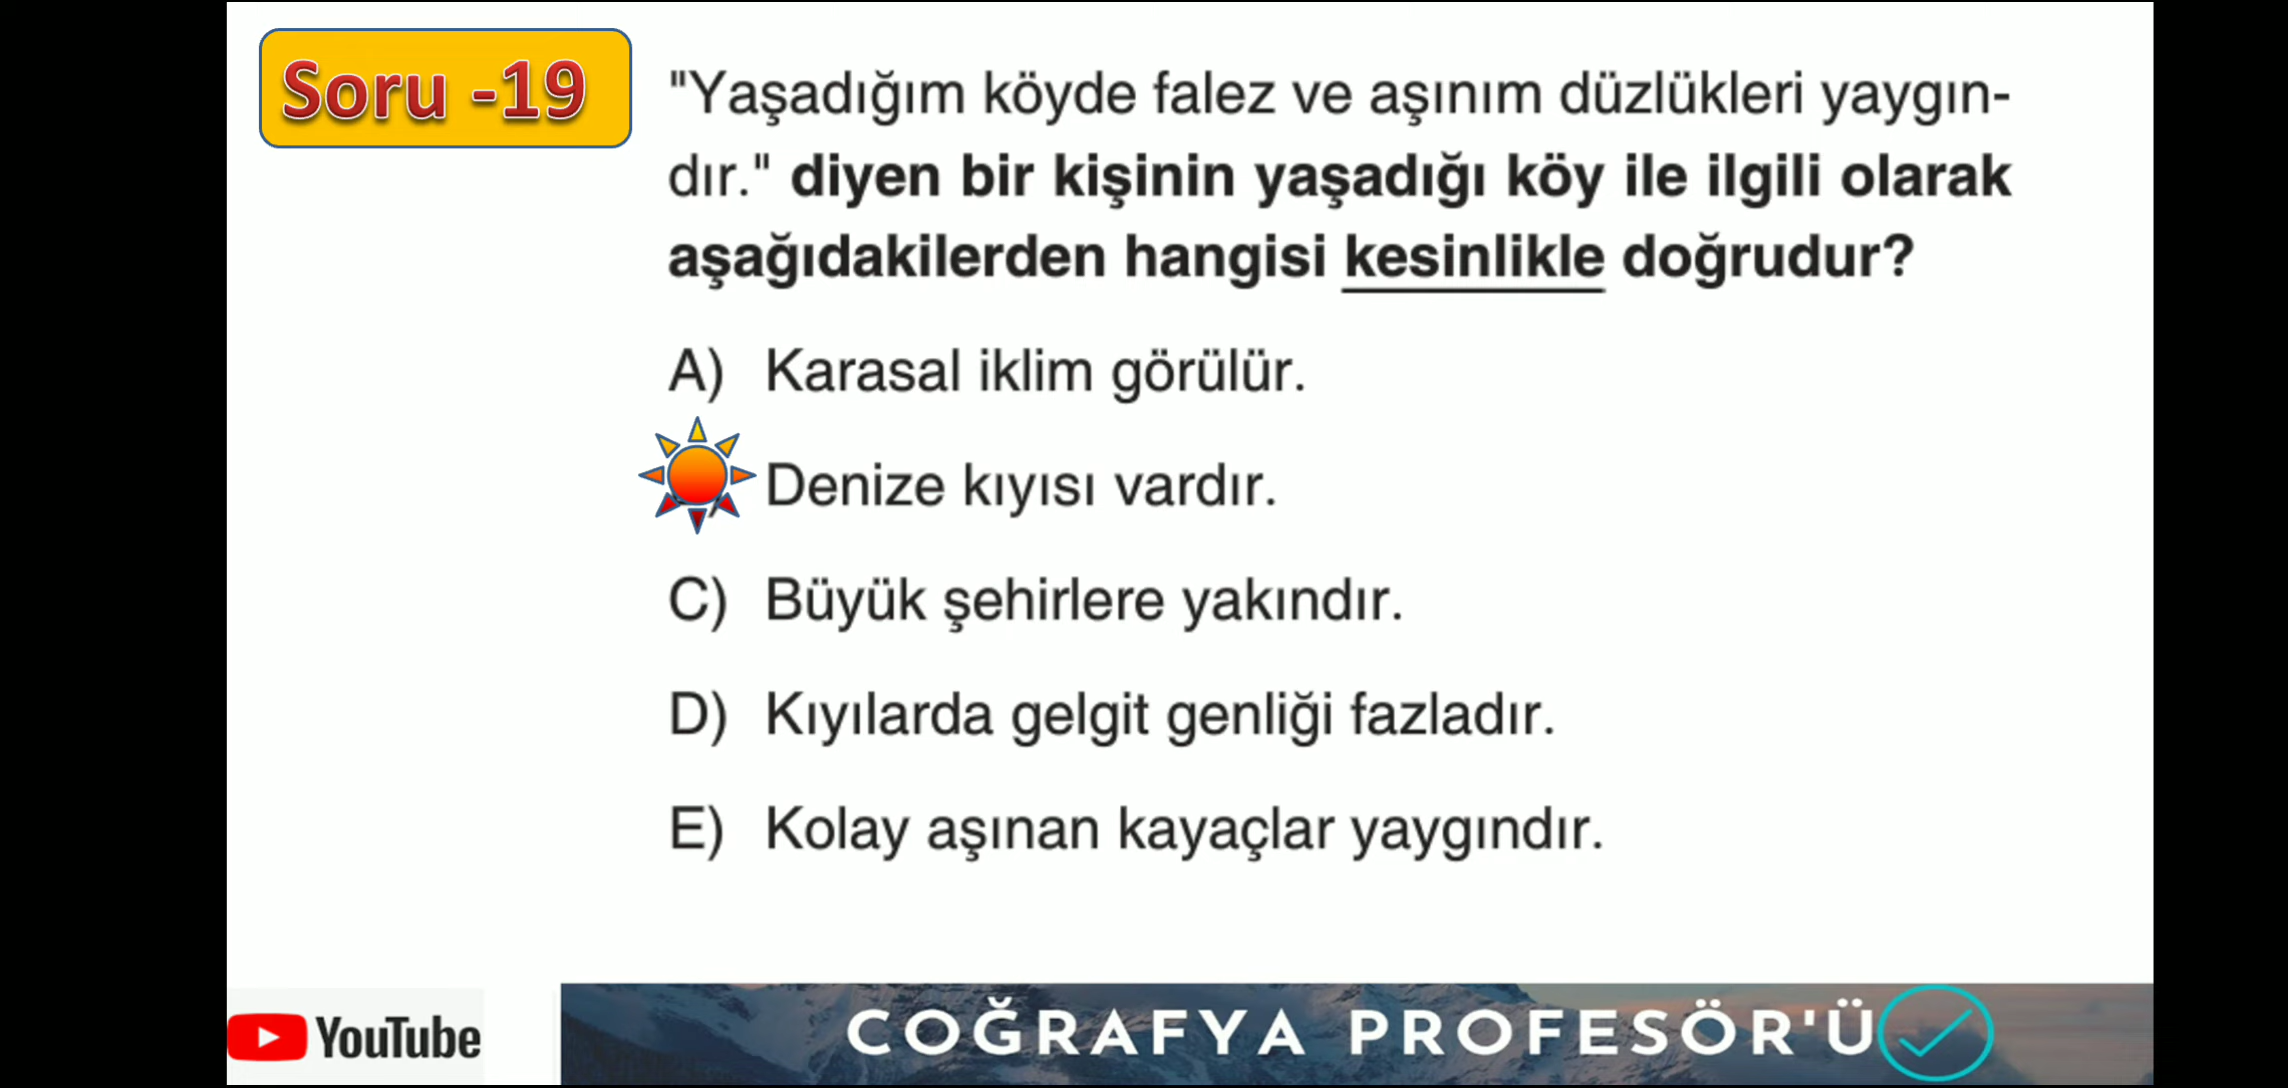 Soru -19
"Yaşadığım köyde falez ve aşınım düzlükleri yaygın-
dır." diyen bir kişinin yaşadığı köy ile ilgili olarak
aşağıdakilerden hangisi kesinlikle doğrudur?
A) Karasal iklim görülür.
Denize kıyısı vardır.
C) Büyük şehirlere yakındır.
D) Kıyılarda gelgit genliği fazladır.
E) Kolay aşınan kayaçlar yaygındır.
YouTube
COĞRAFYA PROFESÖR'Ü